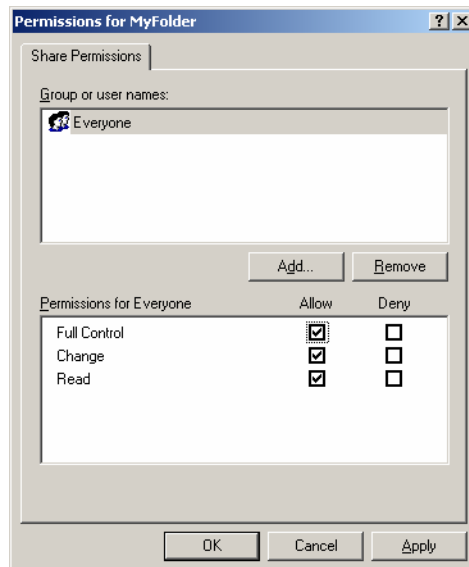 Permissions for MyFolder
Share Permissions
Group or user names:
Everyone
Add... Remove
Permissions for Everyone Allow Deny
Full Control
Change
Read
OK Cancel Apply